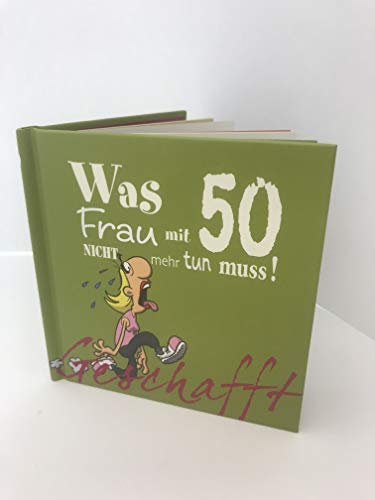 Was
Frau mit 50
NICHT mehr tun muss!
Geschafft